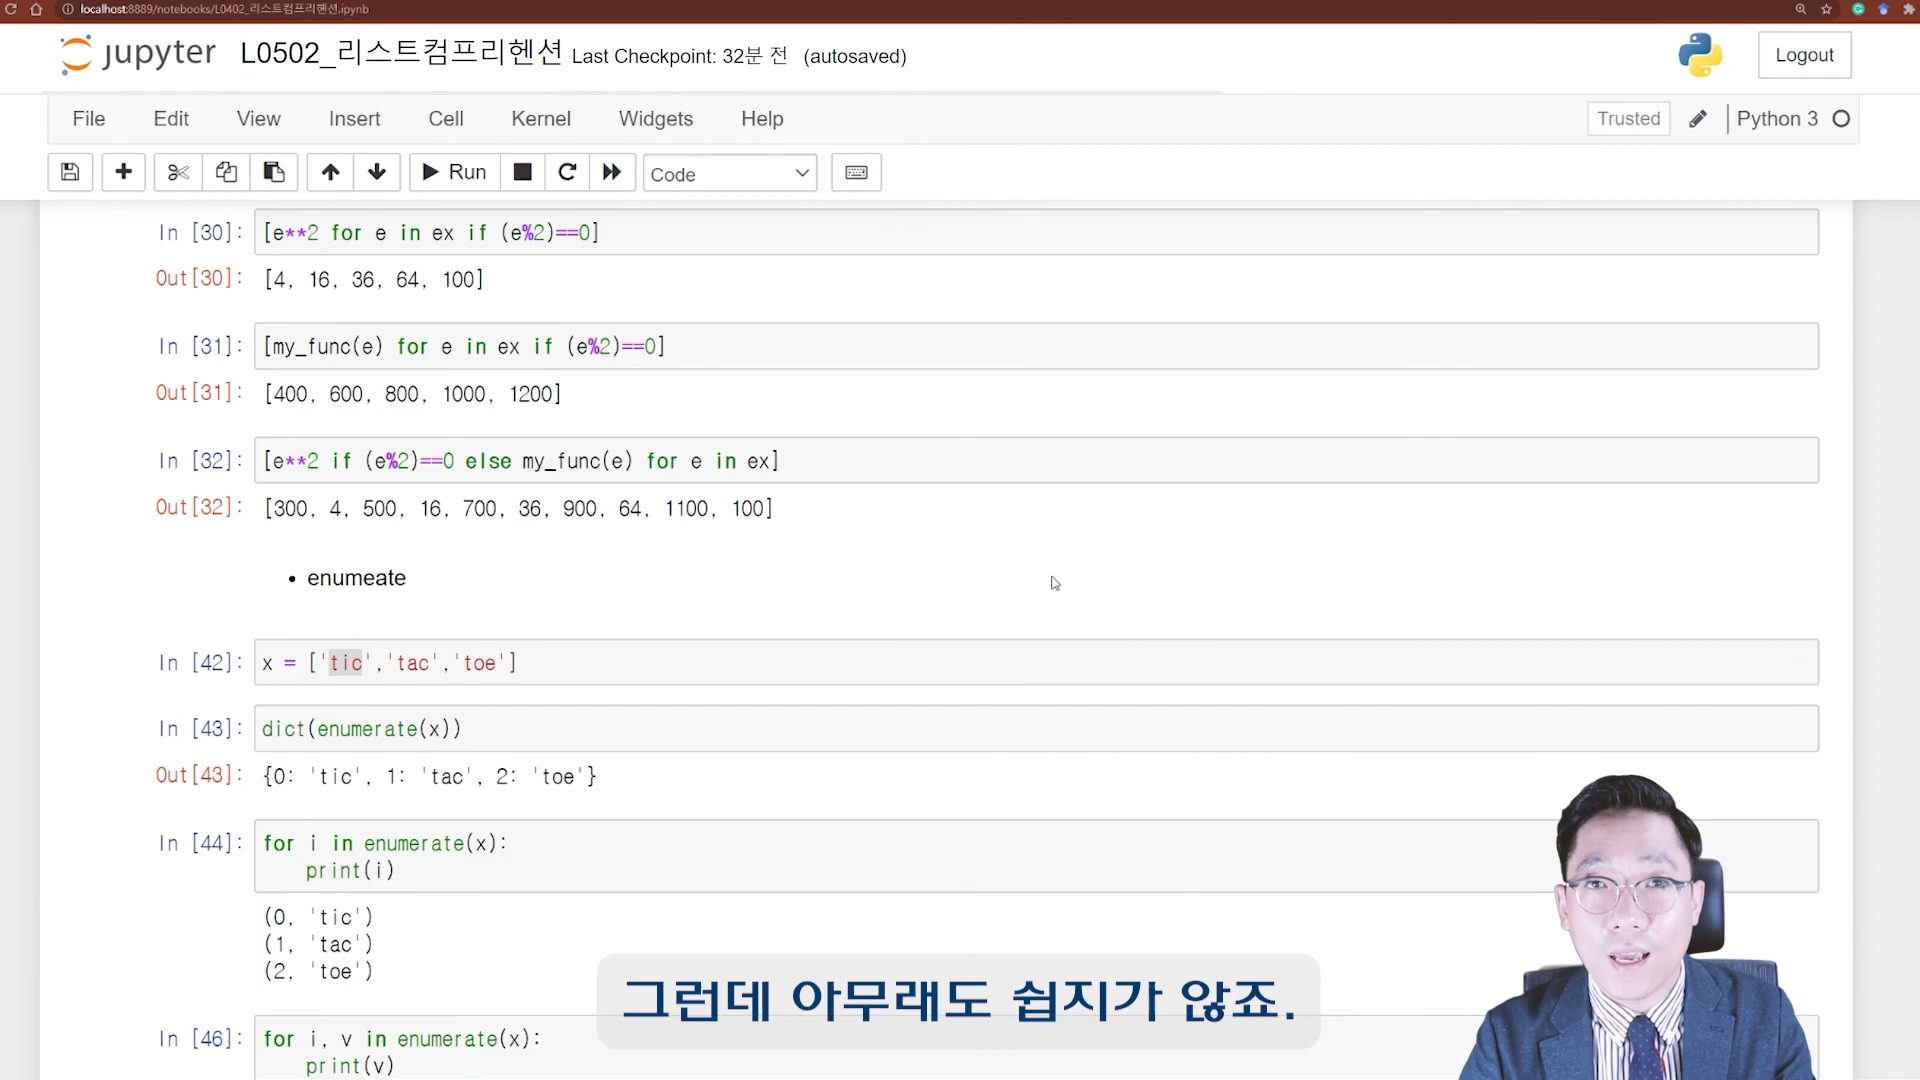 localhost:8889/notebooks/L0402_리스트컴프리헨션.ipynb
jupyter L0502_리스트컴프리헨션 Last Checkpoint: 32분 전 (autosaved)
Logout
File Edit View Insert Cell Kernel Widgets Help
Trusted Python 3
Run Code
In [30]: [e**2 for e in ex if (e%2)==0]
Out[30]: [4, 16, 36, 64, 100]
In [31]: [my_func(e) for e in ex if (e%2)==0]
Out[31]: [400, 600, 800, 1000, 1200]
In [32]: [e**2 if (e%2)==0 else my_func(e) for e in ex]
Out[32]: [300, 4, 500, 16, 700, 36, 900, 64, 1100, 100]
• enumeate
In [42]: x = ['tic','tac','toe']
In [43]: dict(enumerate(x))
Out[43]: {0: 'tic', 1: 'tac', 2: 'toe'}
In [44]: for i in enumerate(x):
print(i)
(0, 'tic')
(1, 'tac')
(2, 'toe')
그런데 아무래도 쉽지가 않죠.
In [46]: for i, v in enumerate(x):
print(v)